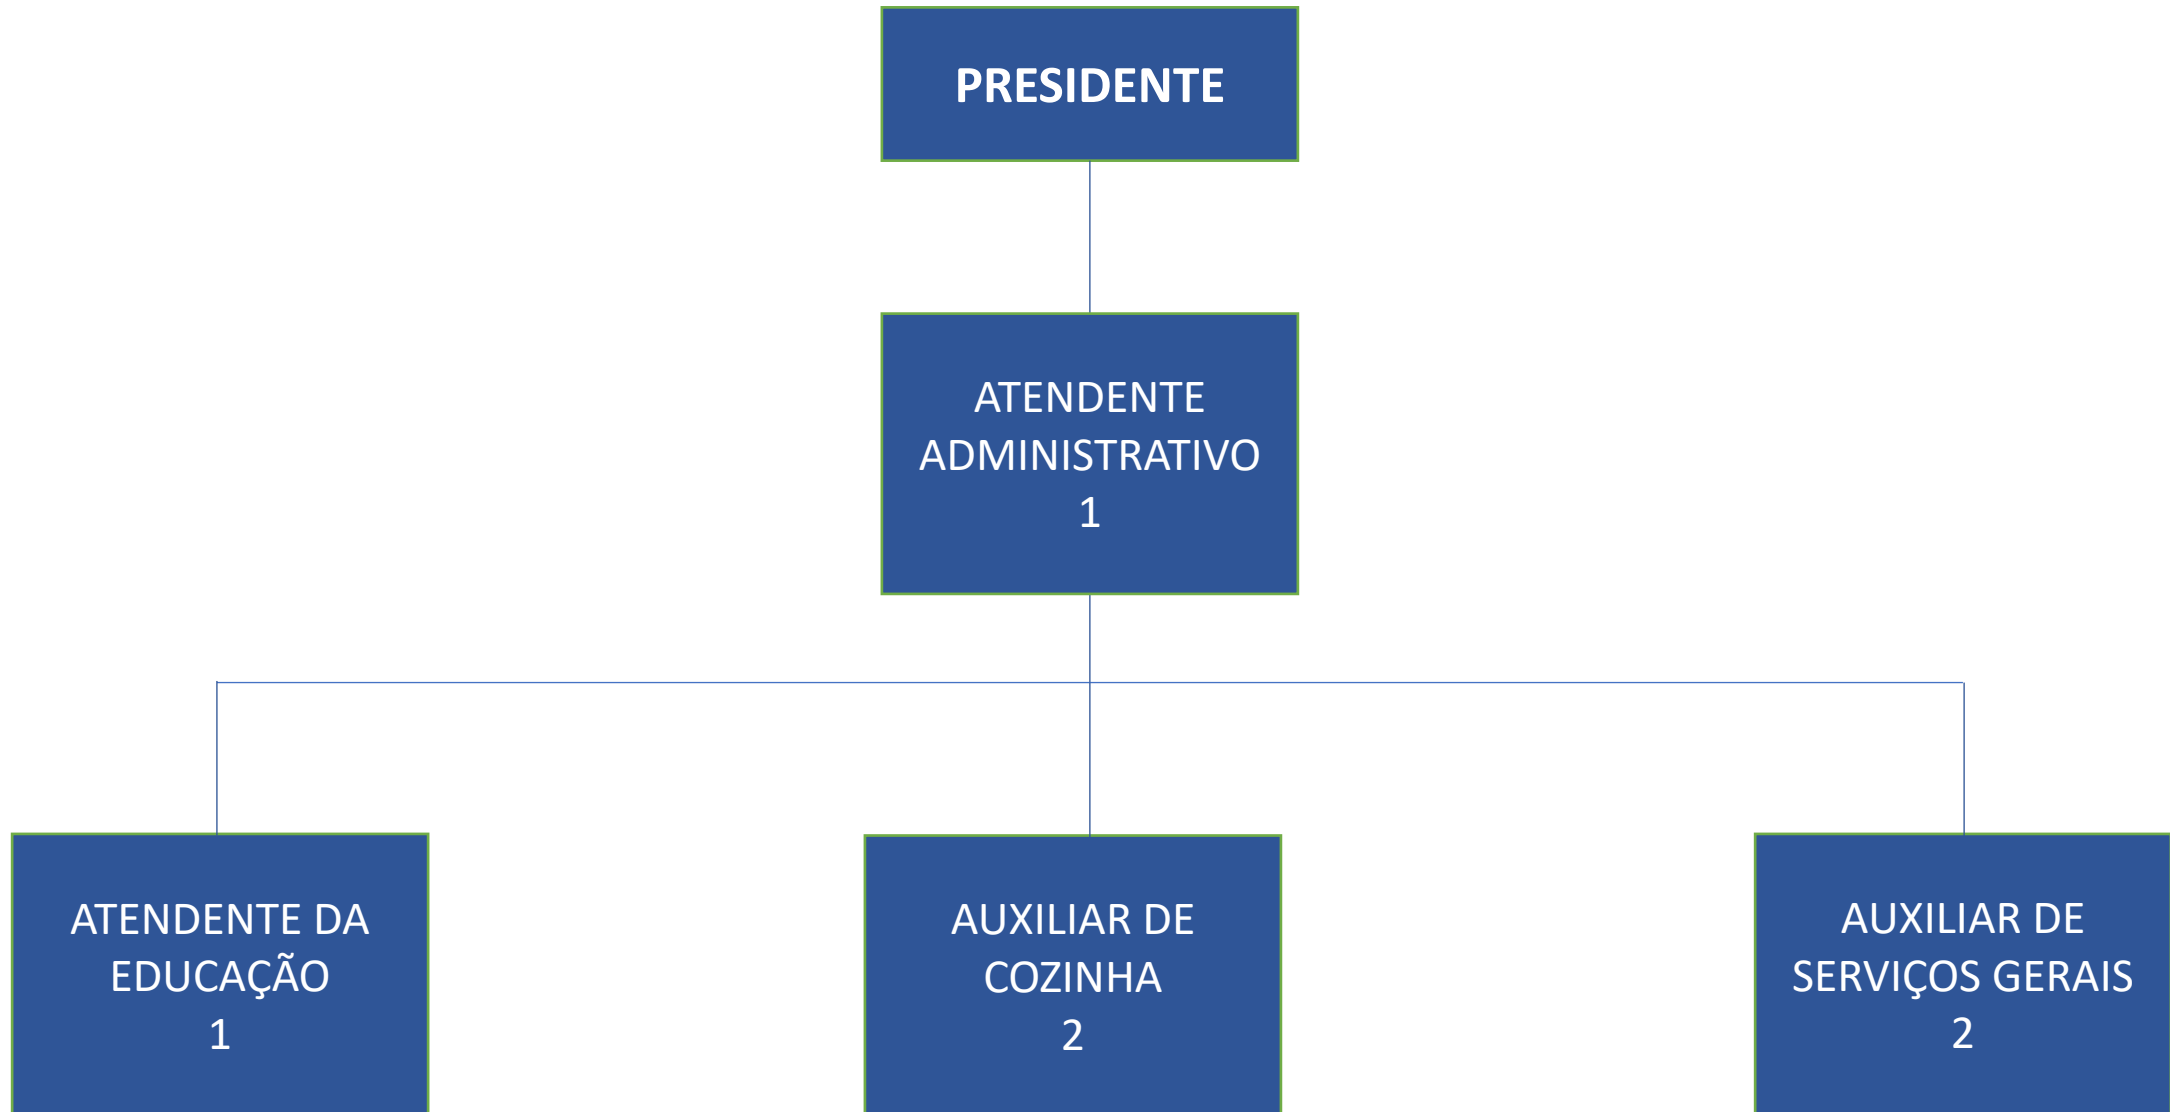 PRESIDENTE
ATENDENTE
ADMINISTRATIVO
1
ATENDENTE DA
EDUCAÇÃO
1
AUXILIAR DE
COZINHA
2
AUXILIAR DE
SERVIÇOS GERAIS
2